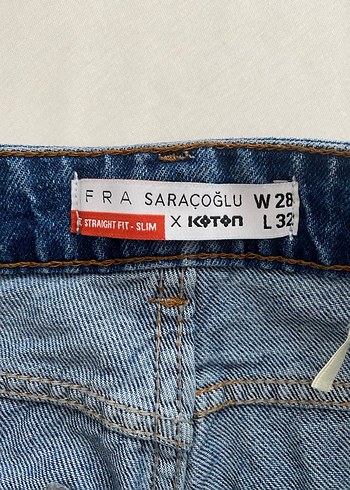 FRA SARAÇOĞLU W 28
STRAIGHT FIT - SLIM X KOTON L 32